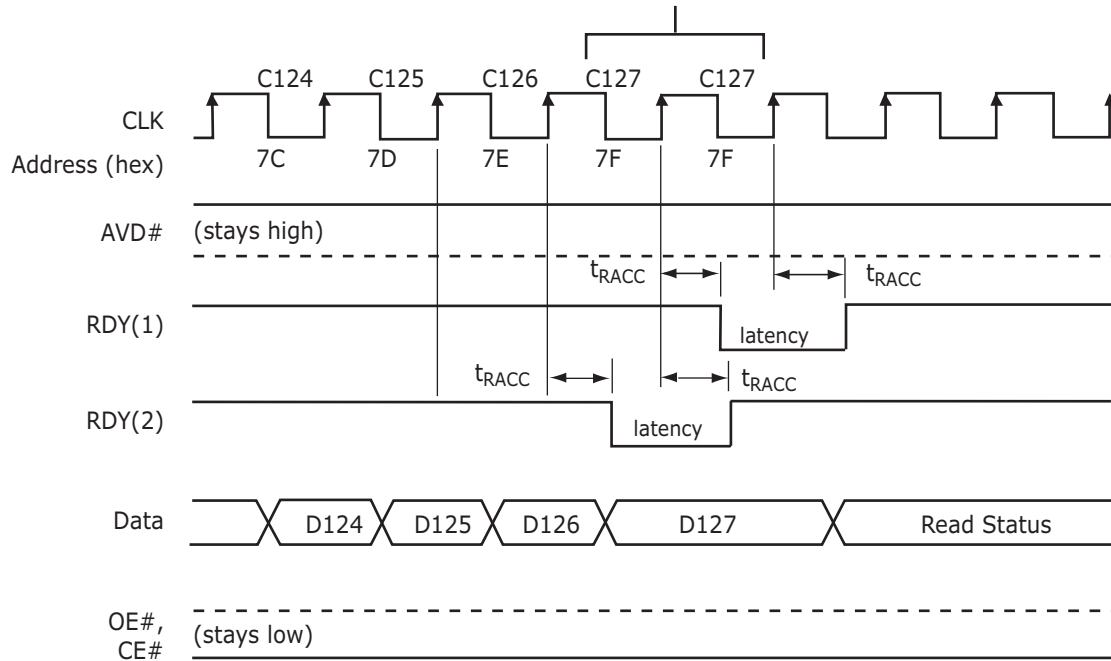 C124 C125 C126 C127 C127
CLK
Address (hex) 7C 7D 7E 7F 7F
AVD# (stays high)
tRACC tRACC
RDY(1) latency
tRACC tRACC
RDY(2) latency
Data D124 D125 D126 D127 Read Status
OE#,
CE# (stays low)